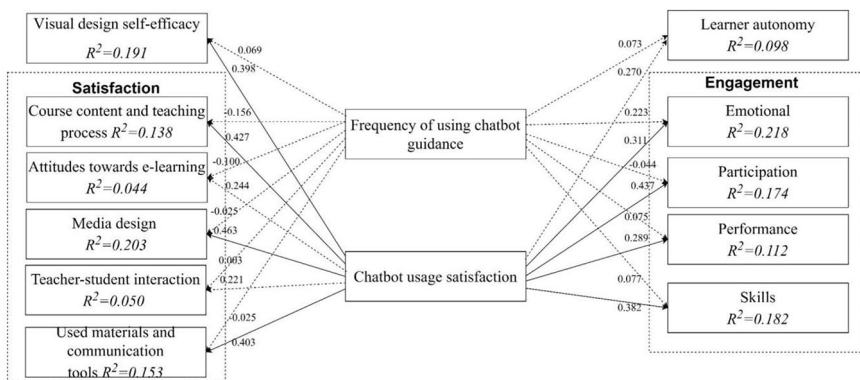 Visual design self-efficacy
R²=0.191
Satisfaction
Course content and teaching
process R²=0.138
Attitudes towards e-learning
R²=0.044
Media design
R²=0.203
Teacher-student interaction
R²=0.050
Used materials and
communication
tools R²=0.153
0.069
0.398
-0.156
0.427
-0.100
0.244
-0.025
0.463
0.003
0.221
-0.025
0.403
Frequency of using chatbot
guidance
Chatbot usage satisfaction
0.073
0.270
0.223
0.311
-0.044
0.437
0.075
0.289
0.077
0.382
Learner autonomy
R²=0.098
Engagement
Emotional
R²=0.218
Participation
R²=0.174
Performance
R²=0.112
Skills
R²=0.182